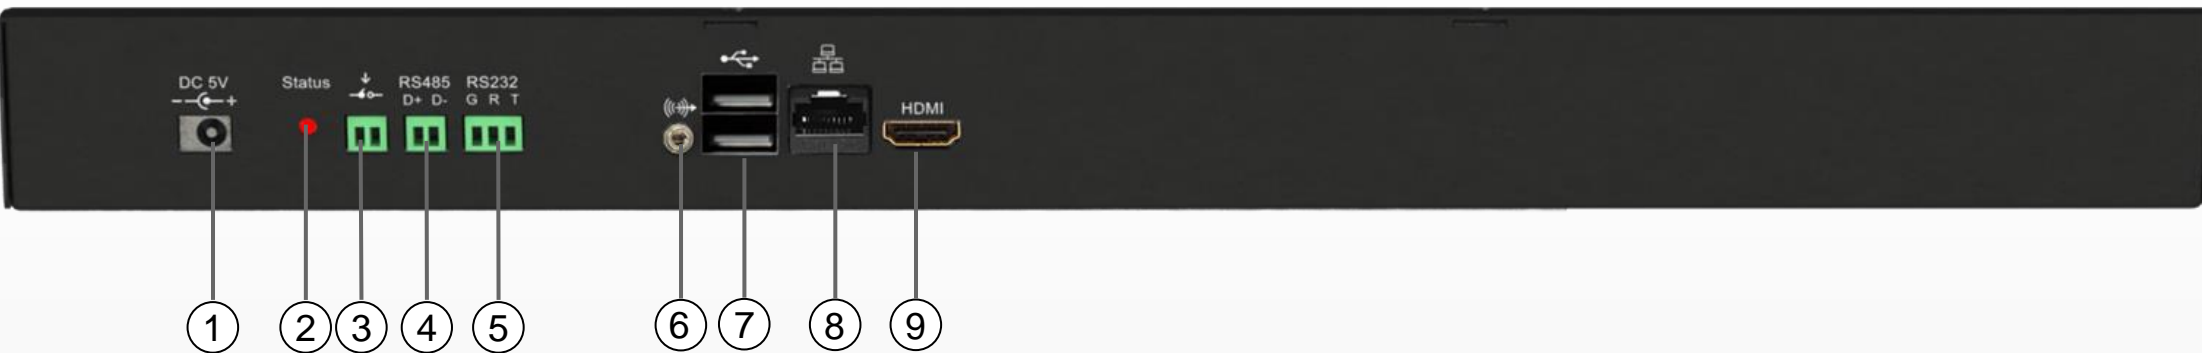 DC 5V
Status
RS485
D+ D-
RS232
G R T
HDMI
1 2 3 4 5 6 7 8 9